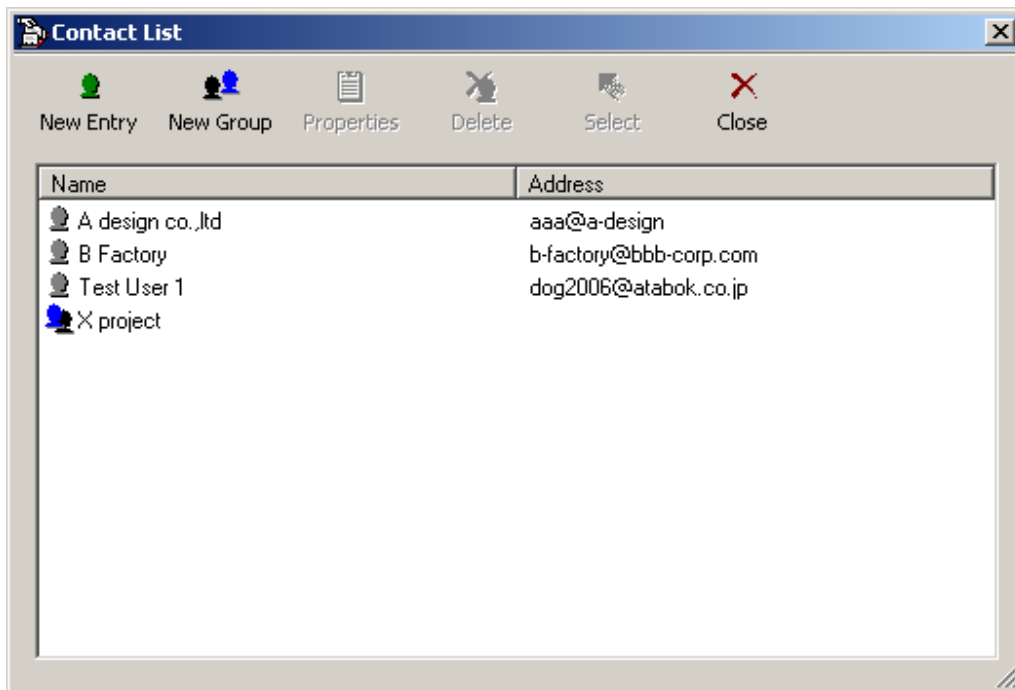 Contact List
New Entry New Group Properties Delete Select Close
Name Address
A design co.,ltd aaa@a-design
B Factory b-factory@bbb-corp.com
Test User 1 dog2006@atabok.co.jp
X project